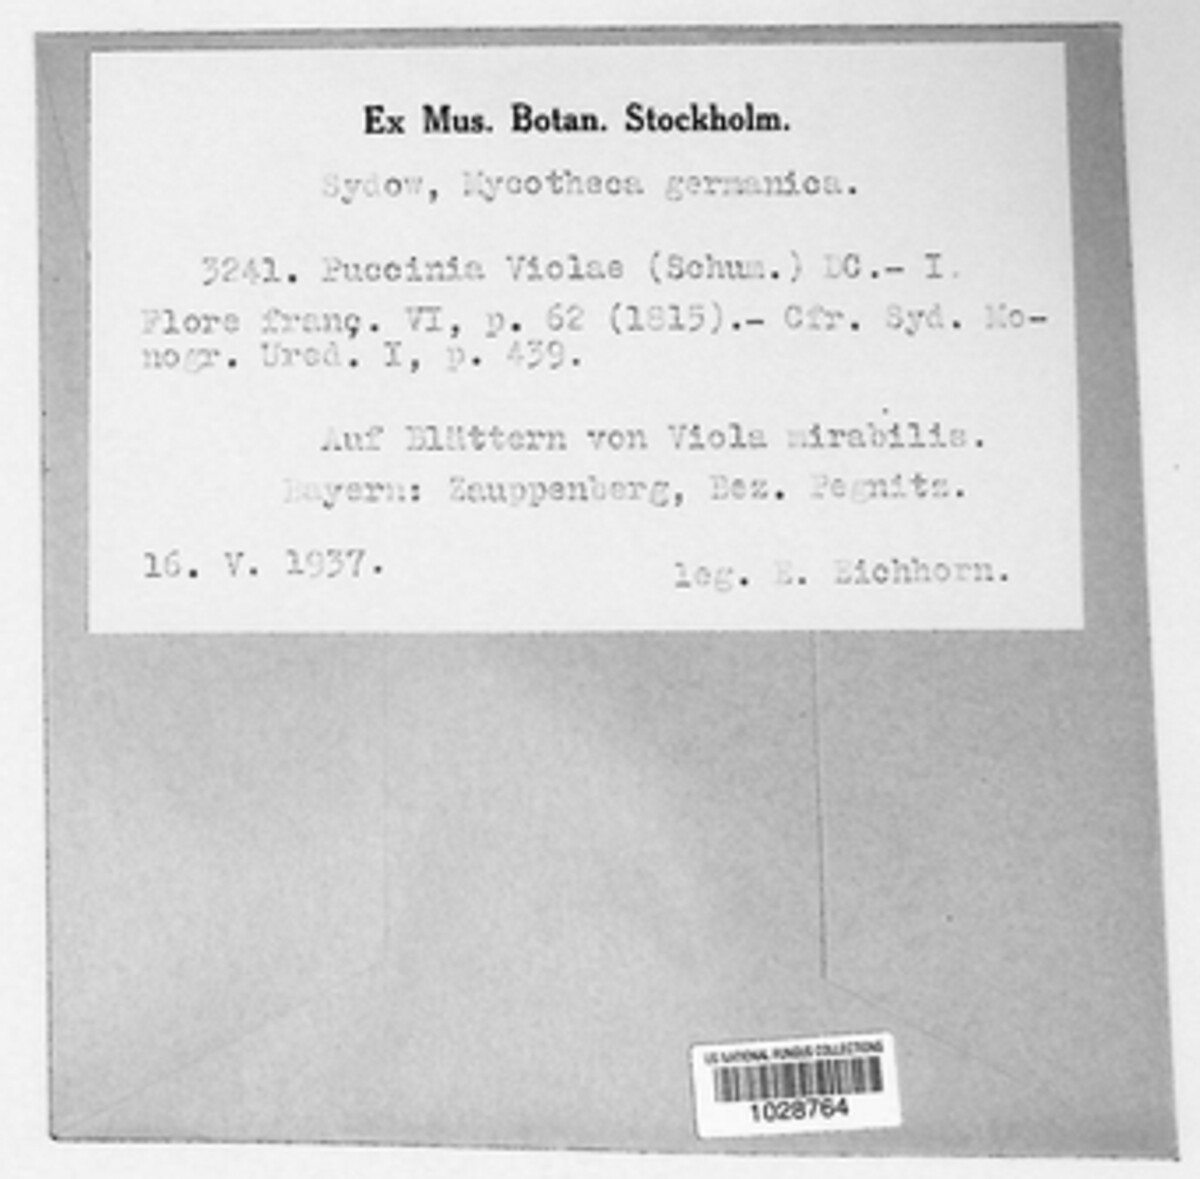 Ex Mus. Botan. Stockholm.
Sydow, Mycotheca germanica.
3241. Puccinia Violae (Schum.) DC.- I.
Flore franç. VI, p. 62 (1815).- Cfr. Syd. Mo-
nogr. Ured. I, p. 439.
Auf Blättern von Viola mirabilis.
Bayern: Zauppenberg, Bez. Pegnitz.
16. V. 1937.
leg. E. Eichhorn.
US NATIONAL FUNGUS COLLECTIONS
1028764